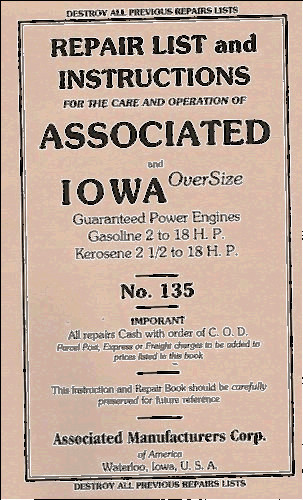 DESTROY ALL PREVIOUS REPAIRS LISTS
REPAIR LIST and
INSTRUCTIONS
FOR THE CARE AND OPERATION OF
ASSOCIATED
and
IOWA OverSize
Guaranteed Power Engines
Gasoline 2 to 18 H. P.
Kerosene 2 1/2 to 18 H. P.
No. 135
IMPORANT
All repairs Cash with order of C. O. D.
Parcel Post, Express or Freight charges to be added to
prices listed in this book
This Instruction and Repair Book should be carefully
preserved for future reference
Associated Manufacturers Corp.
of America
Waterloo, Iowa, U. S. A.
DESTROY ALL PREVIOUS REPAIRS LISTS